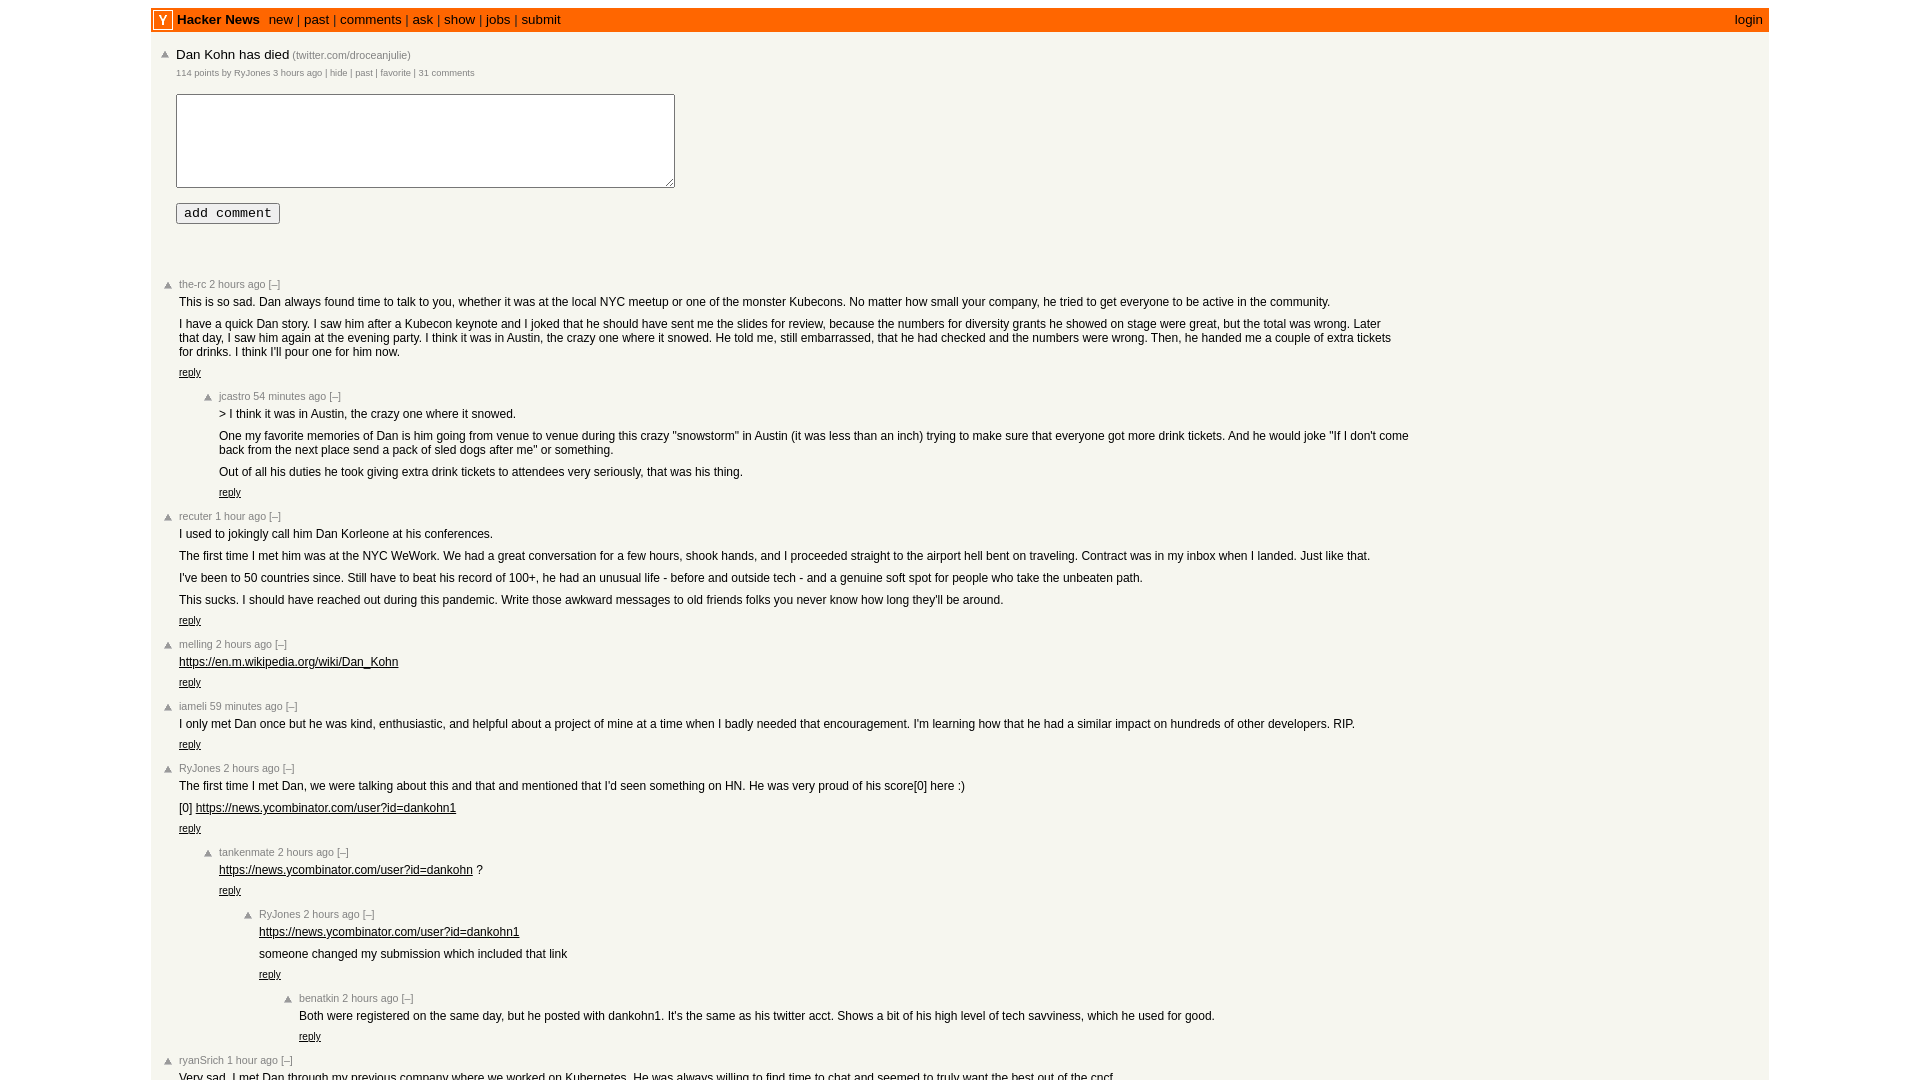 Y Hacker News new | past | comments | ask | show | jobs | submit login
Dan Kohn has died (twitter.com/droceanjulie)
114 points by RyJones 3 hours ago | hide | past | favorite | 31 comments
add comment
the-rc 2 hours ago [–]
This is so sad. Dan always found time to talk to you, whether it was at the local NYC meetup or one of the monster Kubecons. No matter how small your company, he tried to get everyone to be active in the community.
I have a quick Dan story. I saw him after a Kubecon keynote and I joked that he should have sent me the slides for review, because the numbers for diversity grants he showed on stage were great, but the total was wrong. Later
that day, I saw him again at the evening party. I think it was in Austin, the crazy one where it snowed. He told me, still embarrassed, that he had checked and the numbers were wrong. Then, he handed me a couple of extra tickets
for drinks. I think I'll pour one for him now.
reply
jcastro 54 minutes ago [–]
> I think it was in Austin, the crazy one where it snowed.
One my favorite memories of Dan is him going from venue to venue during this crazy "snowstorm" in Austin (it was less than an inch) trying to make sure that everyone got more drink tickets. And he would joke "If I don't come
back from the next place send a pack of sled dogs after me" or something.
Out of all his duties he took giving extra drink tickets to attendees very seriously, that was his thing.
reply
recuter 1 hour ago [–]
I used to jokingly call him Dan Korleone at his conferences.
The first time I met him was at the NYC WeWork. We had a great conversation for a few hours, shook hands, and I proceeded straight to the airport hell bent on traveling. Contract was in my inbox when I landed. Just like that.
I've been to 50 countries since. Still have to beat his record of 100+, he had an unusual life - before and outside tech - and a genuine soft spot for people who take the unbeaten path.
This sucks. I should have reached out during this pandemic. Write those awkward messages to old friends folks you never know how long they'll be around.
reply
melling 2 hours ago [–]
https://en.m.wikipedia.org/wiki/Dan_Kohn
reply
iameli 59 minutes ago [–]
I only met Dan once but he was kind, enthusiastic, and helpful about a project of mine at a time when I badly needed that encouragement. I'm learning how that he had a similar impact on hundreds of other developers. RIP.
reply
RyJones 2 hours ago [–]
The first time I met Dan, we were talking about this and that and mentioned that I'd seen something on HN. He was very proud of his score[0] here :)
[0] https://news.ycombinator.com/user?id=dankohn1
reply
tankenmate 2 hours ago [–]
https://news.ycombinator.com/user?id=dankohn ?
reply
RyJones 2 hours ago [–]
https://news.ycombinator.com/user?id=dankohn1
someone changed my submission which included that link
reply
benatkin 2 hours ago [–]
Both were registered on the same day, but he posted with dankohn1. It's the same as his twitter acct. Shows a bit of his high level of tech savviness, which he used for good.
reply
ryanSrich 1 hour ago [–]
Very sad. I met Dan through my previous company where we worked on Kubernetes. He was always willing to find time to chat and seemed to truly want the best out of the cncf.